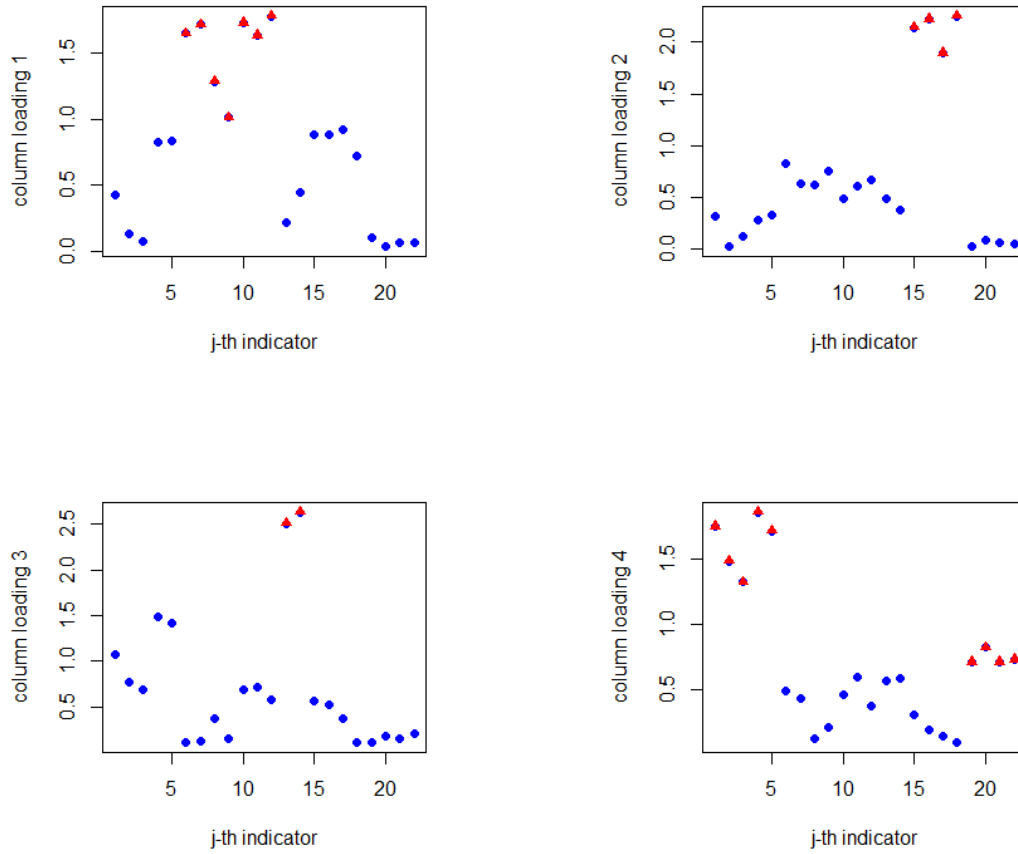 column loading 1
0.0 0.5 1.0 1.5
5 10 15 20
j-th indicator
column loading 2
0.0 0.5 1.0 1.5 2.0
5 10 15 20
j-th indicator
column loading 3
0.5 1.0 1.5 2.0 2.5
5 10 15 20
j-th indicator
column loading 4
0.5 1.0 1.5
5 10 15 20
j-th indicator